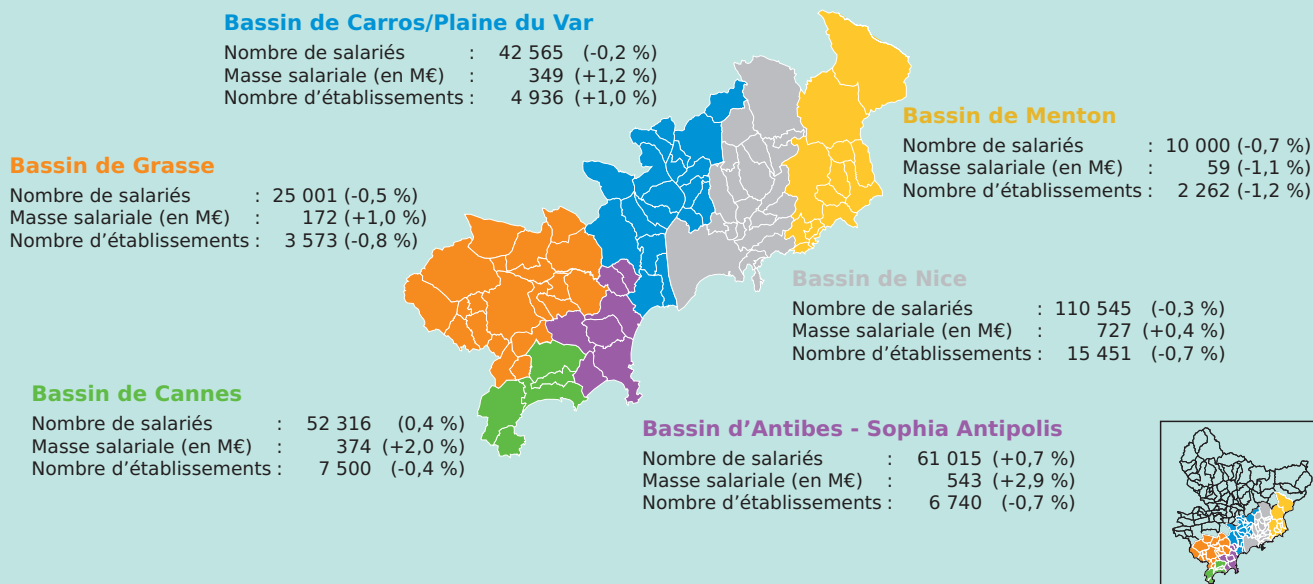 Bassin de Carros/Plaine du Var
Nombre de salariés : 42 565 (-0,2 %)
Masse salariale (en M€) : 349 (+1,2 %)
Nombre d'établissements : 4 936 (+1,0 %)
Bassin de Menton
Nombre de salariés : 10 000 (-0,7 %)
Masse salariale (en M€) : 59 (-1,1 %)
Nombre d'établissements : 2 262 (-1,2 %)
Bassin de Grasse
Nombre de salariés : 25 001 (-0,5 %)
Masse salariale (en M€) : 172 (+1,0 %)
Nombre d'établissements : 3 573 (-0,8 %)
Bassin de Nice
Nombre de salariés : 110 545 (-0,3 %)
Masse salariale (en M€) : 727 (+0,4 %)
Nombre d'établissements : 15 451 (-0,7 %)
Bassin de Cannes
Nombre de salariés : 52 316 (0,4 %)
Masse salariale (en M€) : 374 (+2,0 %)
Nombre d'établissements : 7 500 (-0,4 %)
Bassin d'Antibes - Sophia Antipolis
Nombre de salariés : 61 015 (+0,7 %)
Masse salariale (en M€) : 543 (+2,9 %)
Nombre d'établissements : 6 740 (-0,7 %)